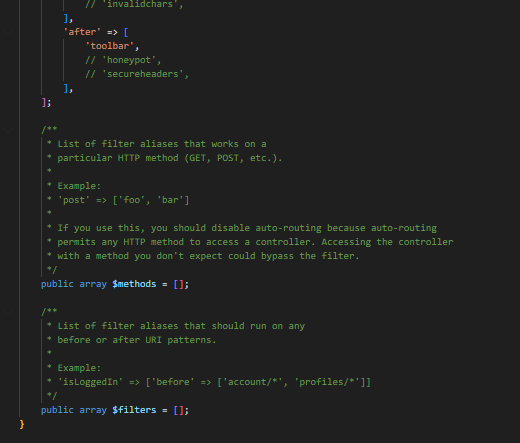 // 'invalidchars',
],
'after' => [
'toolbar',
// 'honeypot',
// 'secureheaders',
],
];
/**
* List of filter aliases that works on a
* particular HTTP method (GET, POST, etc.).
*
* Example:
* 'post' => ['foo', 'bar']
*
* If you use this, you should disable auto-routing because auto-routing
* permits any HTTP method to access a controller. Accessing the controller
* with a method you don't expect could bypass the filter.
*/
public array $methods = [];
/**
* List of filter aliases that should run on any
* before or after URI patterns.
*
* Example:
* 'isLoggedIn' => ['before' => ['account/*', 'profiles/*']]
*/
public array $filters = [];
}